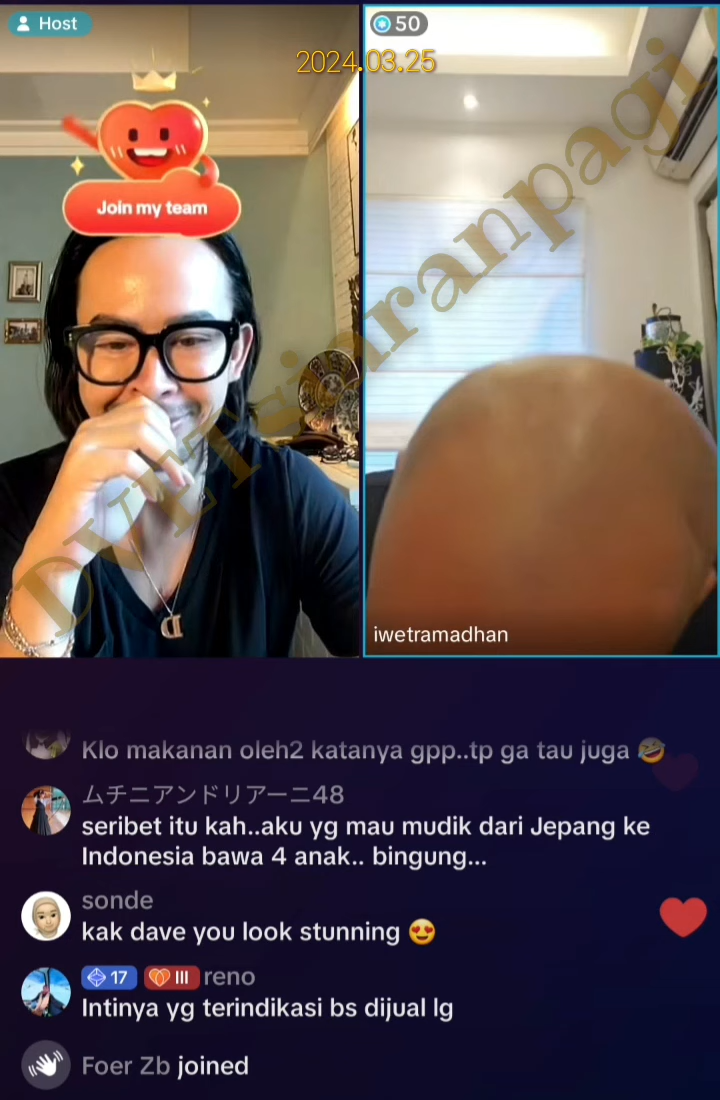 Host
50
2024.03.25
Join my team
DVETsiaranpagi
iwetramadhan
Klo makanan oleh2 katanya gpp..tp ga tau juga 🤣
ムチニアンドリアーニ48
seribet itu kah..aku yg mau mudik dari Jepang ke
Indonesia bawa 4 anak.. bingung...
sonde
kak dave you look stunning 😍
17 III reno
Intinya yg terindikasi bs dijual lg
Foer Zb joined